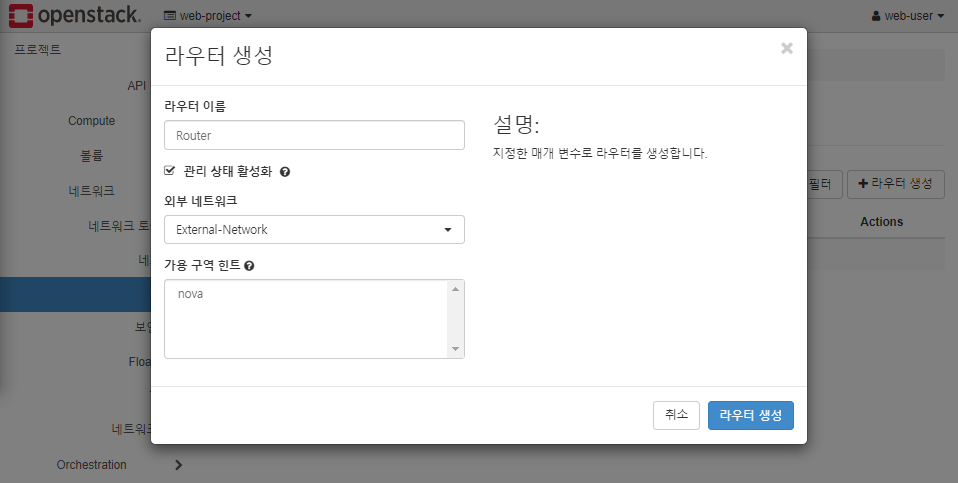 openstack.
web-project
web-user
프로젝트
API
Compute
볼륨
네트워크
네트워크 토
보안
네트워크
Orchestration
라우터 생성
×
라우터 이름
Router
관리 상태 활성화
외부 네트워크
External-Network
가용 구역 힌트
nova
설명:
지정한 매개 변수로 라우터를 생성합니다.
취소
라우터 생성
필터
라우터 생성
Actions